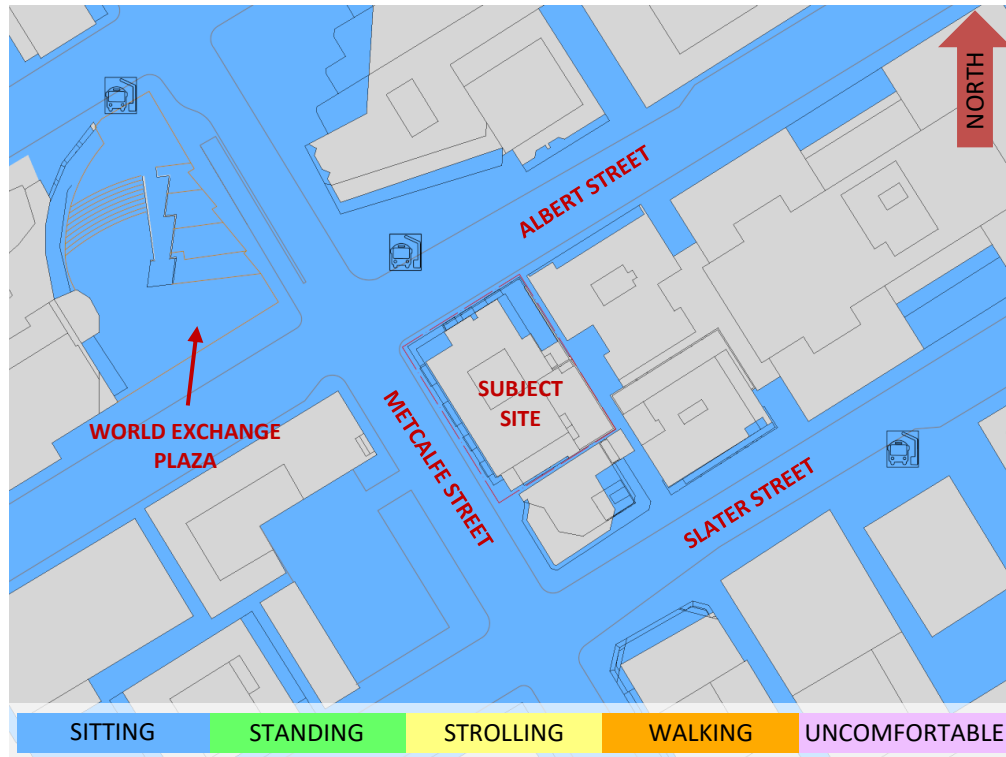 NORTH
ALBERT STREET
SUBJECT
SITE
WORLD EXCHANGE
PLAZA
METCALFE STREET
SLATER STREET
SITTING
STANDING
STROLLING
WALKING
UNCOMFORTABLE